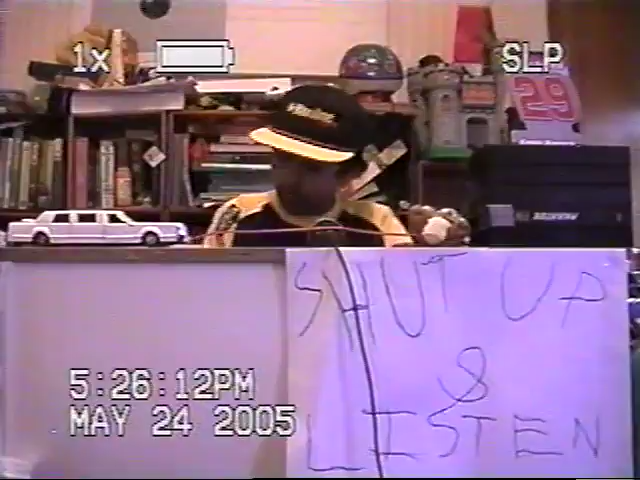 1x SLP
29
SHUT UP
&
LISTEN
5:26:12PM
MAY 24 2005